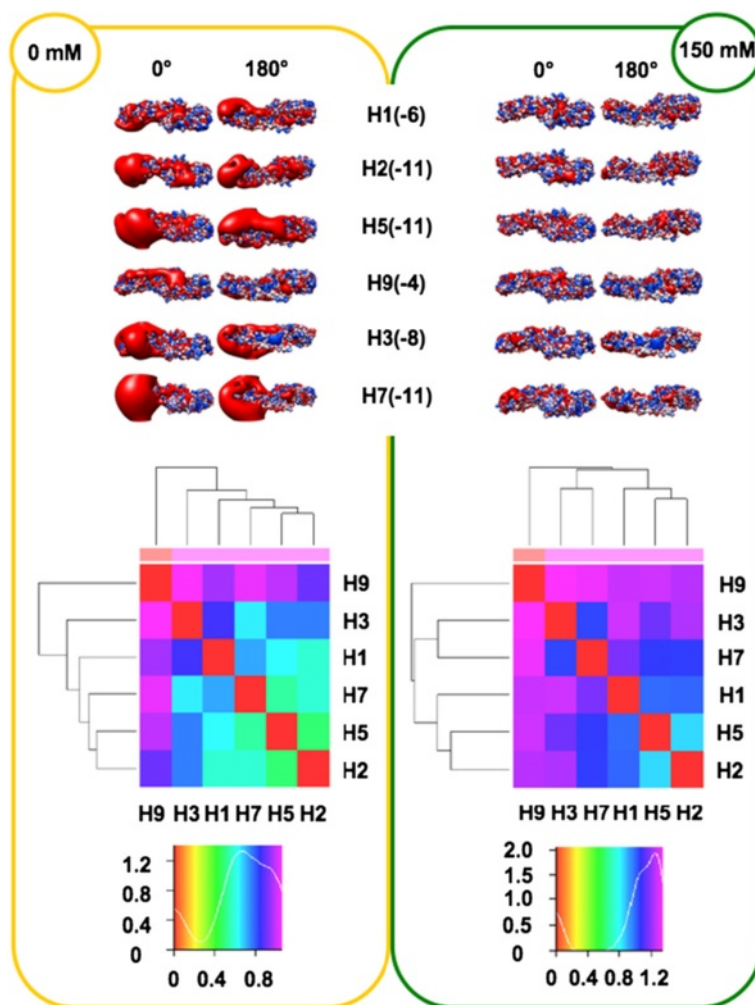 0 mM
150 mM
0° 180° 0° 180°
H1(-6)
H2(-11)
H5(-11)
H9(-4)
H3(-8)
H7(-11)
H9 H9
H3 H3
H1 H7
H7 H1
H5 H5
H2 H2
H9 H3 H1 H7 H5 H2 H9 H3 H7 H1 H5 H2
1.2
0.8
0.4
0
0 0.4 0.8
2.0
1.5
1.0
0.5
0
0 0.4 0.8 1.2